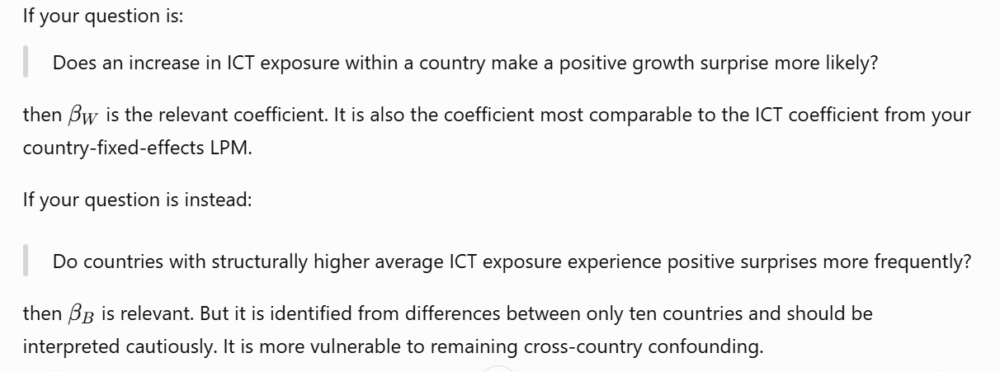 If your question is:
Does an increase in ICT exposure within a country make a positive growth surprise more likely?
then β_W is the relevant coefficient. It is also the coefficient most comparable to the ICT coefficient from your
country-fixed-effects LPM.
If your question is instead:
Do countries with structurally higher average ICT exposure experience positive surprises more frequently?
then β_B is relevant. But it is identified from differences between only ten countries and should be
interpreted cautiously. It is more vulnerable to remaining cross-country confounding.